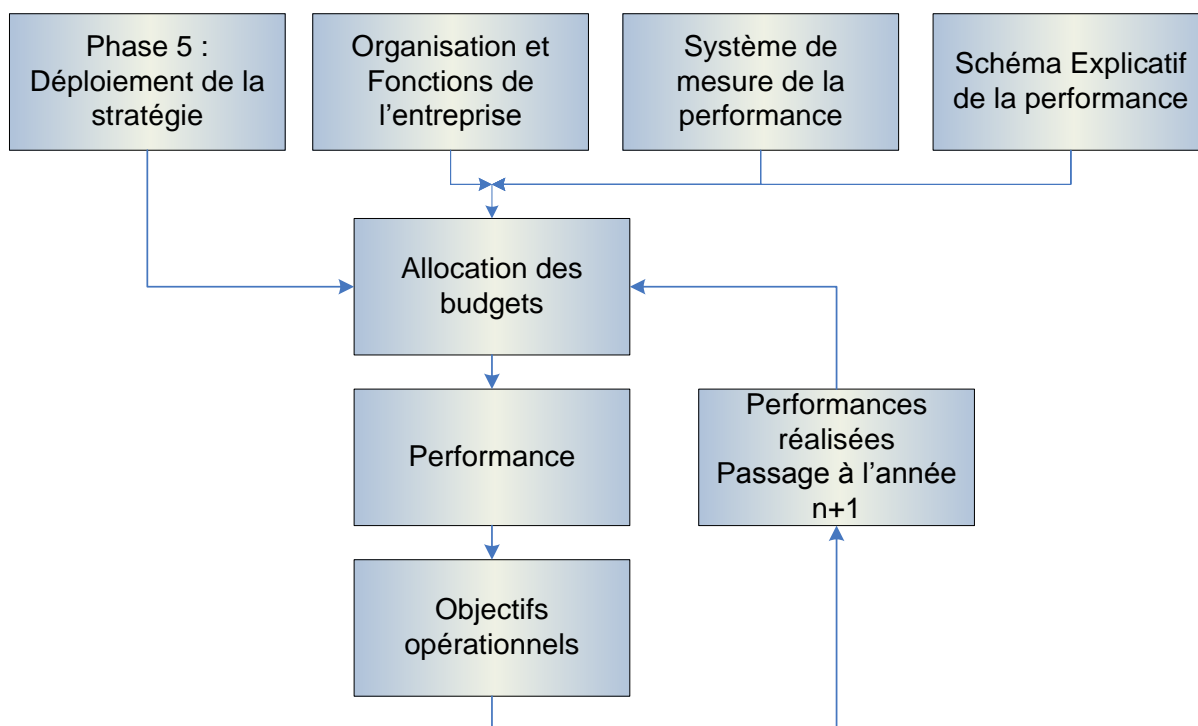 Phase 5 :
Déploiement de la
stratégie
Organisation et
Fonctions de
l’entreprise
Système de
mesure de la
performance
Schéma Explicatif
de la performance
Allocation des
budgets
Performance
Performances
réalisées
Passage à l’année
n+1
Objectifs
opérationnels